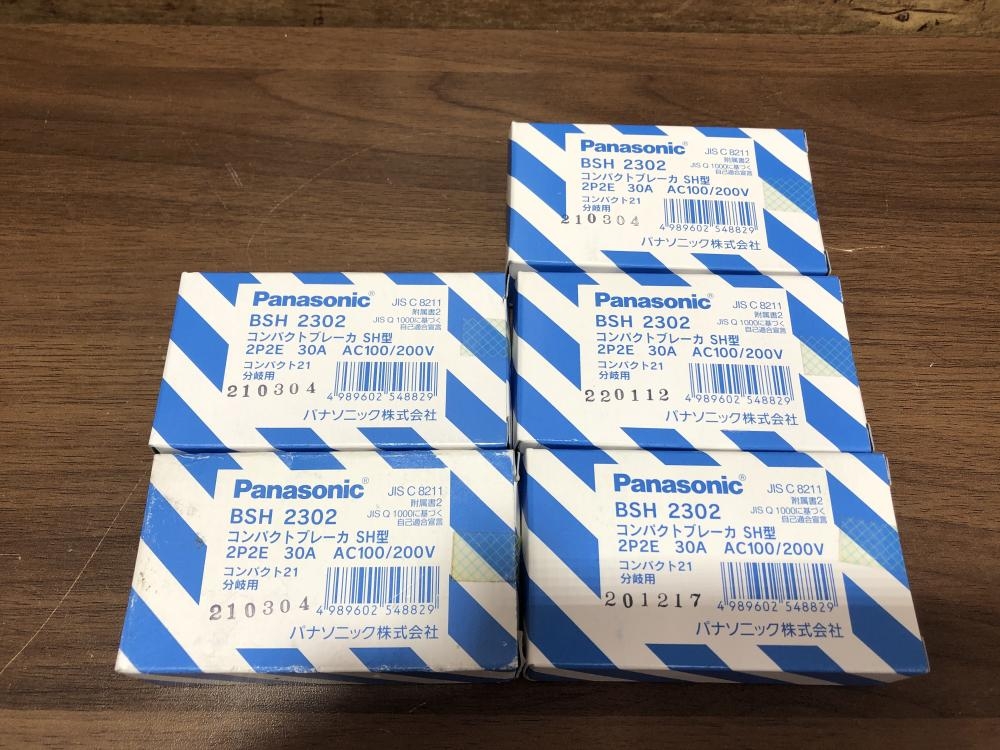 Panasonic®
JIS C 8211
附属書2
BSH 2302
JIS Q 1000に基づく
自己適合宣言
コンパクトブレーカ SH型
2P2E 30A AC100/200V
コンパクト21
分岐用
210304
4 989602 548829
パナソニック株式会社
Panasonic®
JIS C 8211
附属書2
BSH 2302
JIS Q 1000に基づく
自己適合宣言
コンパクトブレーカ SH型
2P2E 30A AC100/200V
コンパクト21
分岐用
210304
4 989602 548829
パナソニック株式会社
Panasonic®
JIS C 8211
附属書2
BSH 2302
JIS Q 1000に基づく
自己適合宣言
コンパクトブレーカ SH型
2P2E 30A AC100/200V
コンパクト21
分岐用
220112
4 989602 548829
パナソニック株式会社
Panasonic®
JIS C 8211
附属書2
BSH 2302
JIS Q 1000に基づく
自己適合宣言
コンパクトブレーカ SH型
2P2E 30A AC100/200V
コンパクト21
分岐用
210304
4 989602 548829
パナソニック株式会社
Panasonic®
JIS C 8211
附属書2
BSH 2302
JIS Q 1000に基づく
自己適合宣言
コンパクトブレーカ SH型
2P2E 30A AC100/200V
コンパクト21
分岐用
201217
4 989602 548829
パナソニック株式会社